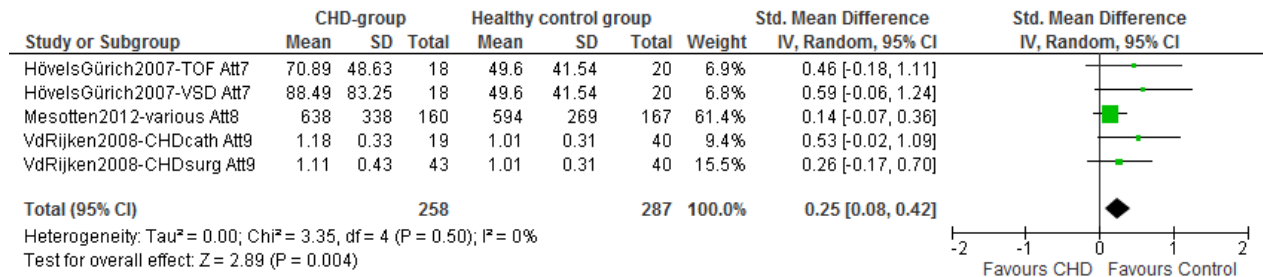 CHD-group Healthy control group Std. Mean Difference Std. Mean Difference
Study or Subgroup Mean SD Total Mean SD Total Weight IV, Random, 95% CI IV, Random, 95% CI
HövelsGürich2007-TOF Att7 70.89 48.63 18 49.6 41.54 20 6.9% 0.46 [-0.18, 1.11]
HövelsGürich2007-VSD Att7 88.49 83.25 18 49.6 41.54 20 6.8% 0.59 [-0.06, 1.24]
Mesotten2012-various Att8 638 338 160 594 269 167 61.4% 0.14 [-0.07, 0.36]
VdRijken2008-CHDcath Att9 1.18 0.33 19 1.01 0.31 40 9.4% 0.53 [-0.02, 1.09]
VdRijken2008-CHDsurg Att9 1.11 0.43 43 1.01 0.31 40 15.5% 0.26 [-0.17, 0.70]
Total (95% CI) 258 287 100.0% 0.25 [0.08, 0.42]
Heterogeneity: Tau² = 0.00; Chi² = 3.35, df = 4 (P = 0.50); I² = 0%
Test for overall effect: Z = 2.89 (P = 0.004)
-2 -1 0 1 2
Favours CHD Favours Control